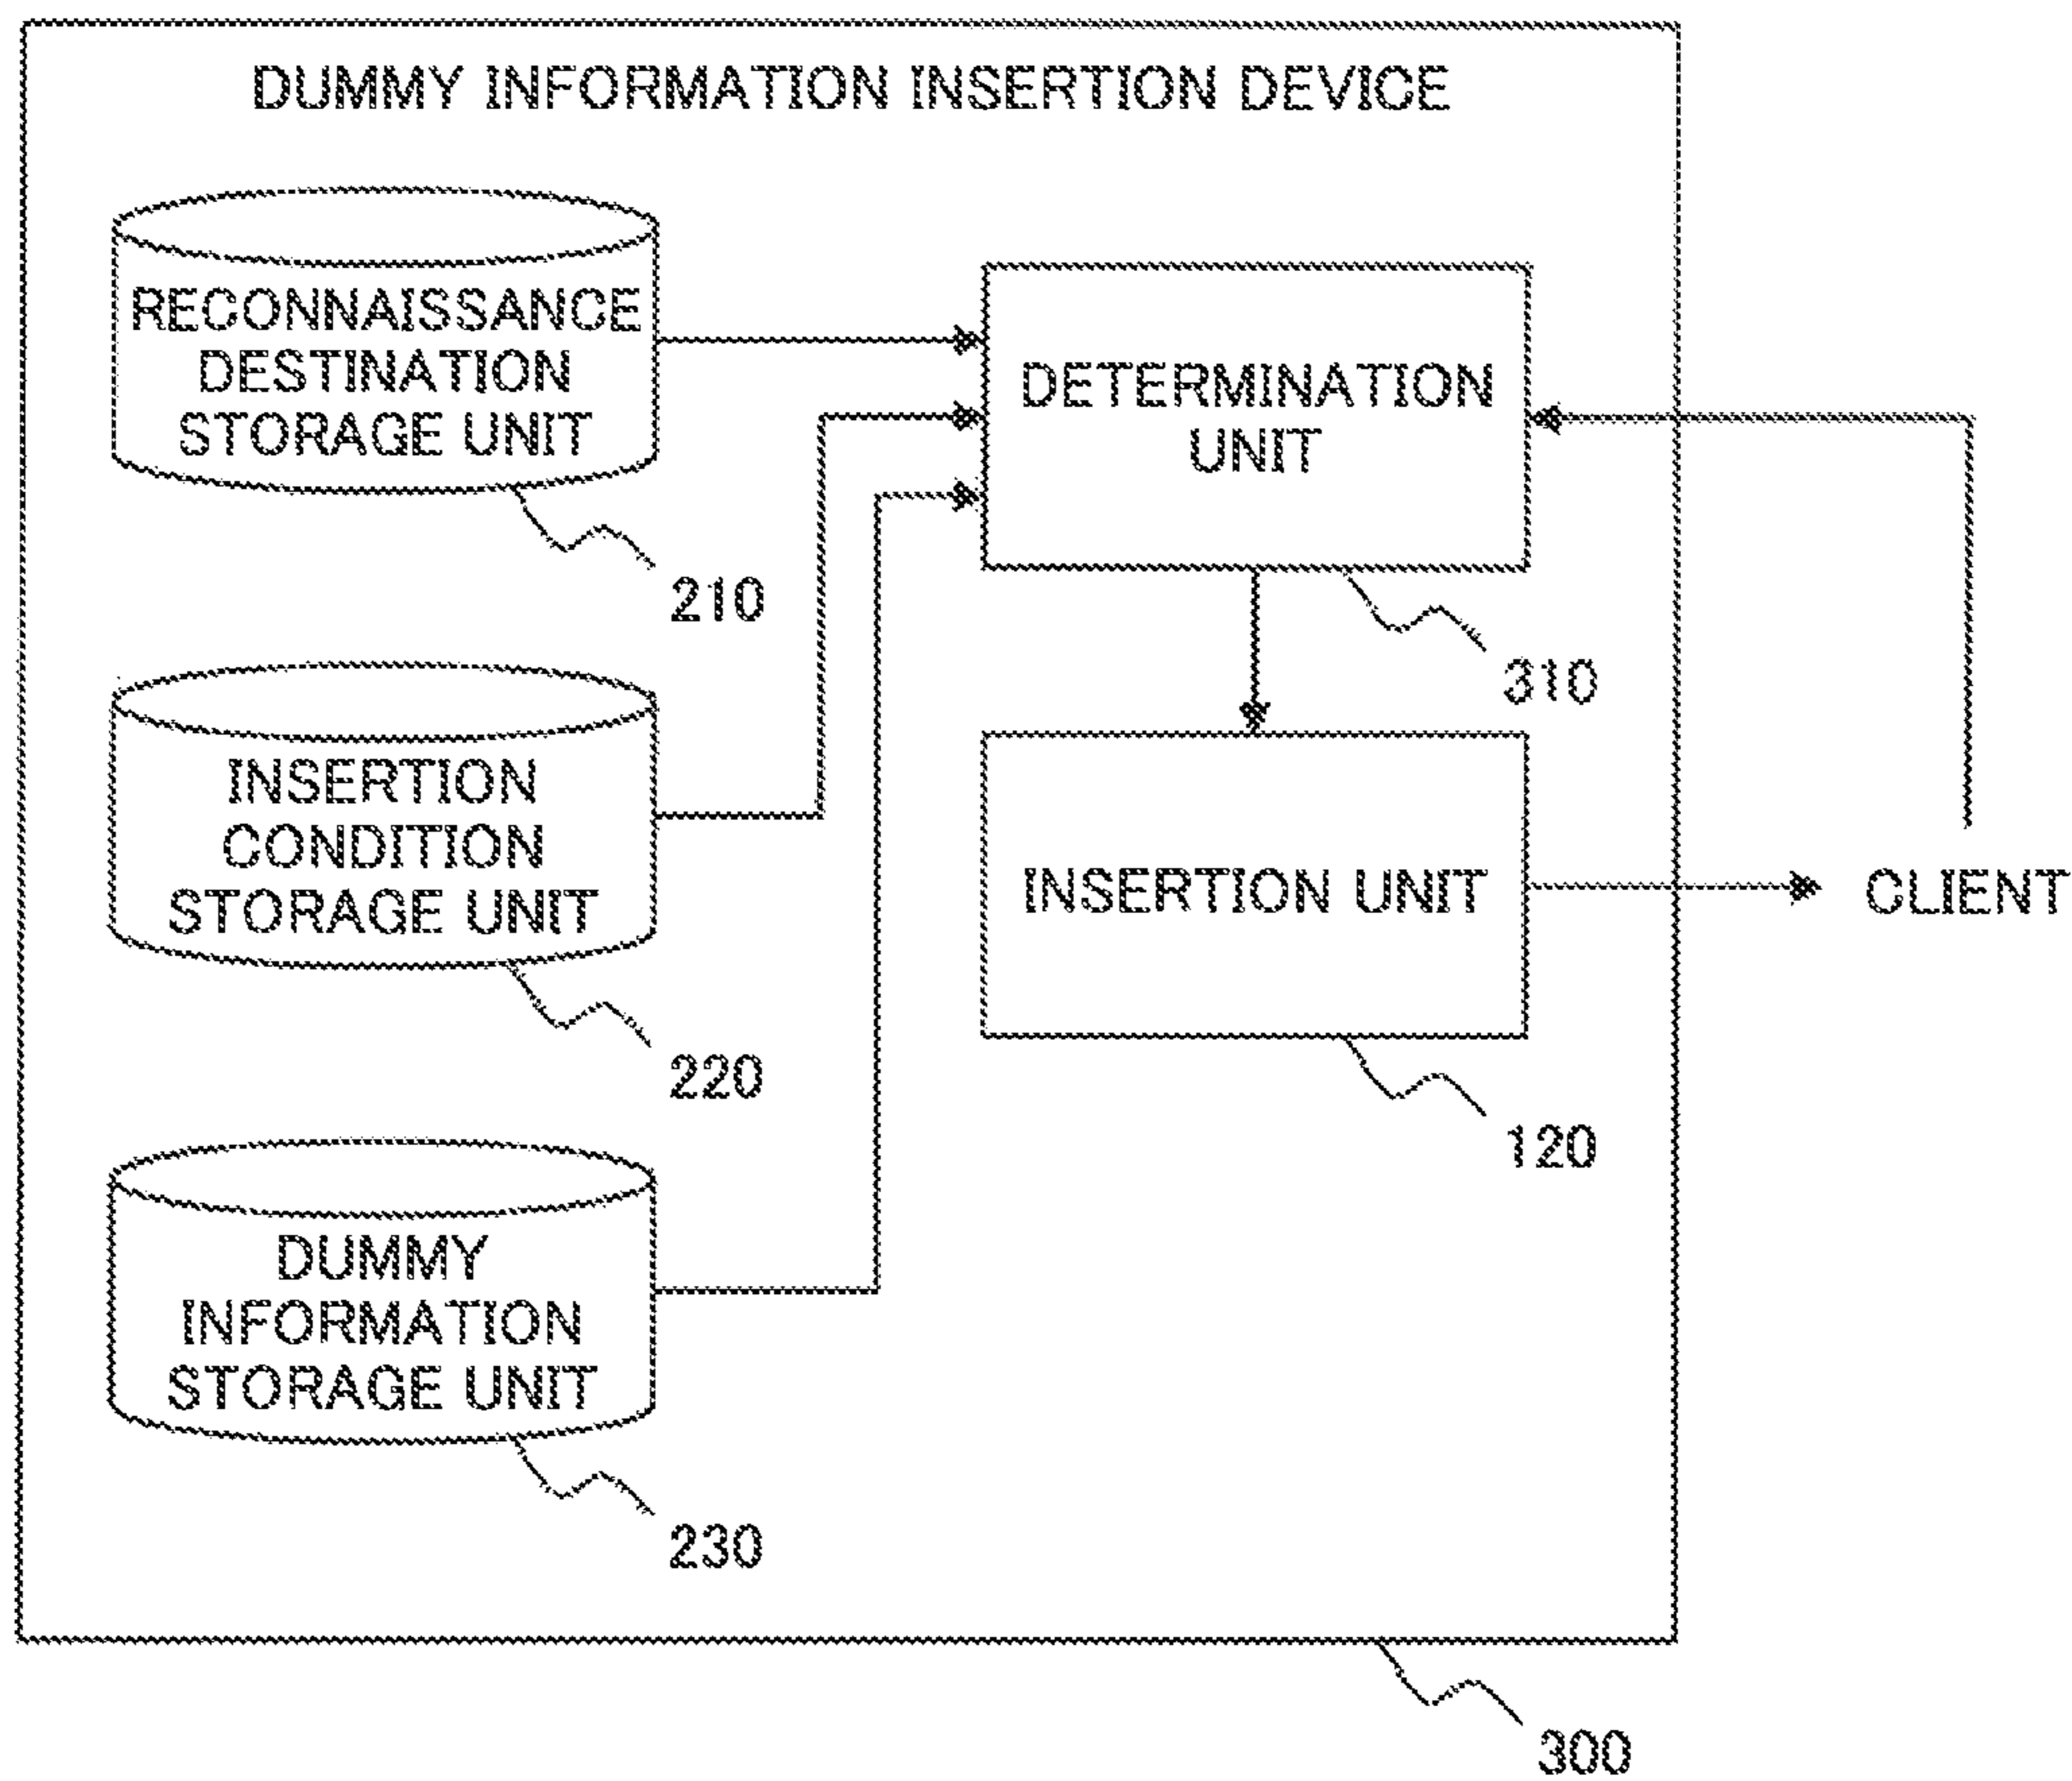 DUMMY INFORMATION INSERTION DEVICE
RECONNAISSANCE
DESTINATION
STORAGE UNIT
210
DETERMINATION
UNIT
310
INSERTION
CONDITION
STORAGE UNIT
220
INSERTION UNIT
120
CLIENT
DUMMY
INFORMATION
STORAGE UNIT
230
300